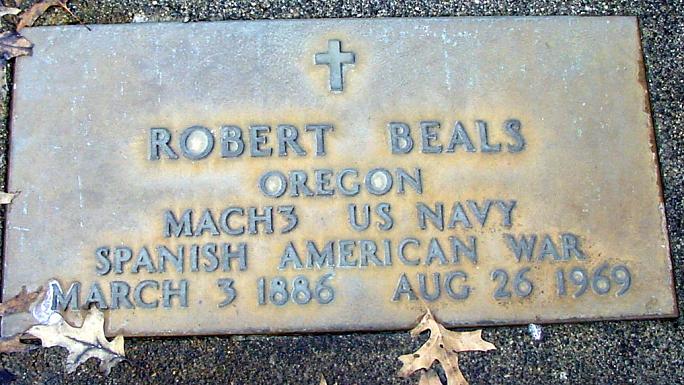 ROBERT BEALS
OREGON
MACH3 US NAVY
SPANISH AMERICAN WAR
MARCH 3 1886 AUG 26 1969